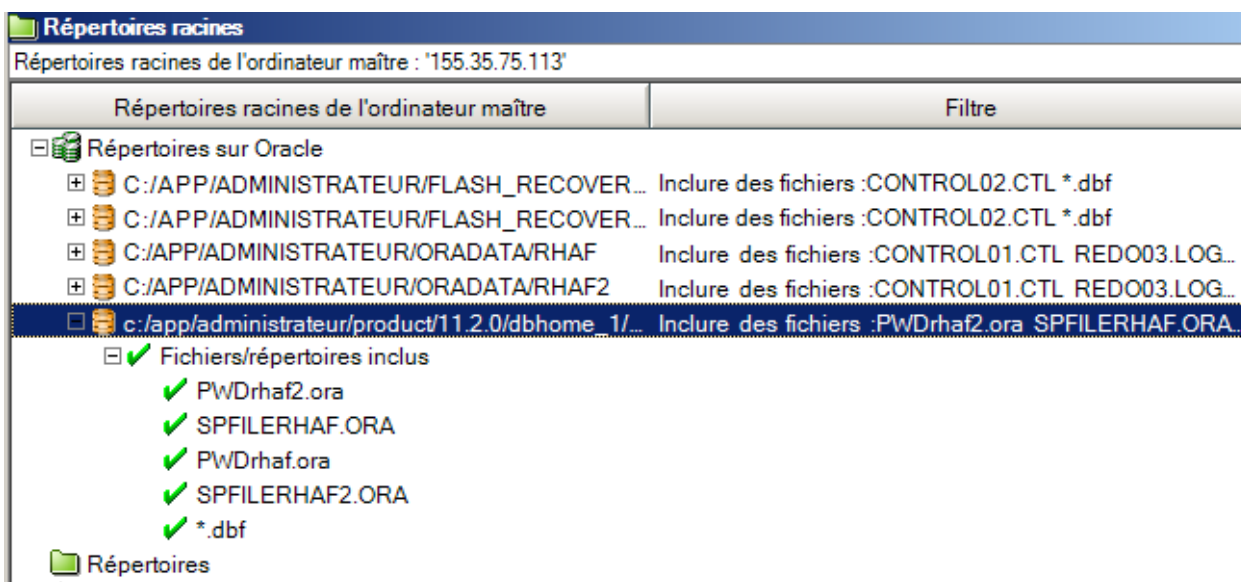 Répertoires racines
Répertoires racines de l'ordinateur maître : '155.35.75.113'
Répertoires racines de l'ordinateur maître Filtre
Répertoires sur Oracle
C:/APP/ADMINISTRATEUR/FLASH_RECOVER... Inclure des fichiers :CONTROL02.CTL *.dbf
C:/APP/ADMINISTRATEUR/FLASH_RECOVER... Inclure des fichiers :CONTROL02.CTL *.dbf
C:/APP/ADMINISTRATEUR/ORADATA/RHAF Inclure des fichiers :CONTROL01.CTL REDO03.LOG...
C:/APP/ADMINISTRATEUR/ORADATA/RHAF2 Inclure des fichiers :CONTROL01.CTL REDO03.LOG...
c:/app/administrateur/product/11.2.0/dbhome_1/... Inclure des fichiers :PWDrhaf2.ora SPFILERHAF.ORA...
Fichiers/répertoires inclus
PWDrhaf2.ora
SPFILERHAF.ORA
PWDrhaf.ora
SPFILERHAF2.ORA
*.dbf
Répertoires